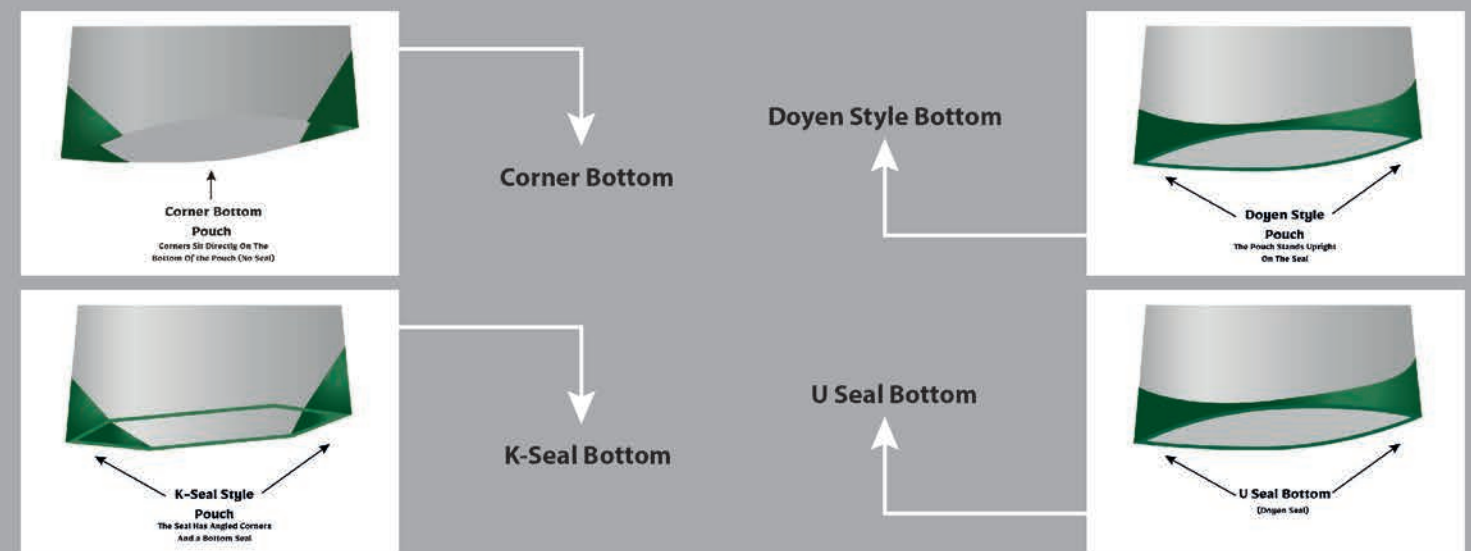 Corner Bottom
Pouch
Corners Sit Directly On The
Bottom Of the Pouch (No Seal)
Corner Bottom
Doyen Style Bottom
Doyen Style
Pouch
The Pouch Stands Upright
On The Seal
K-Seal Style
Pouch
The Seal Has Angled Corners
And a Bottom Seal
K-Seal Bottom
U Seal Bottom
U Seal Bottom
(Doyen Seal)